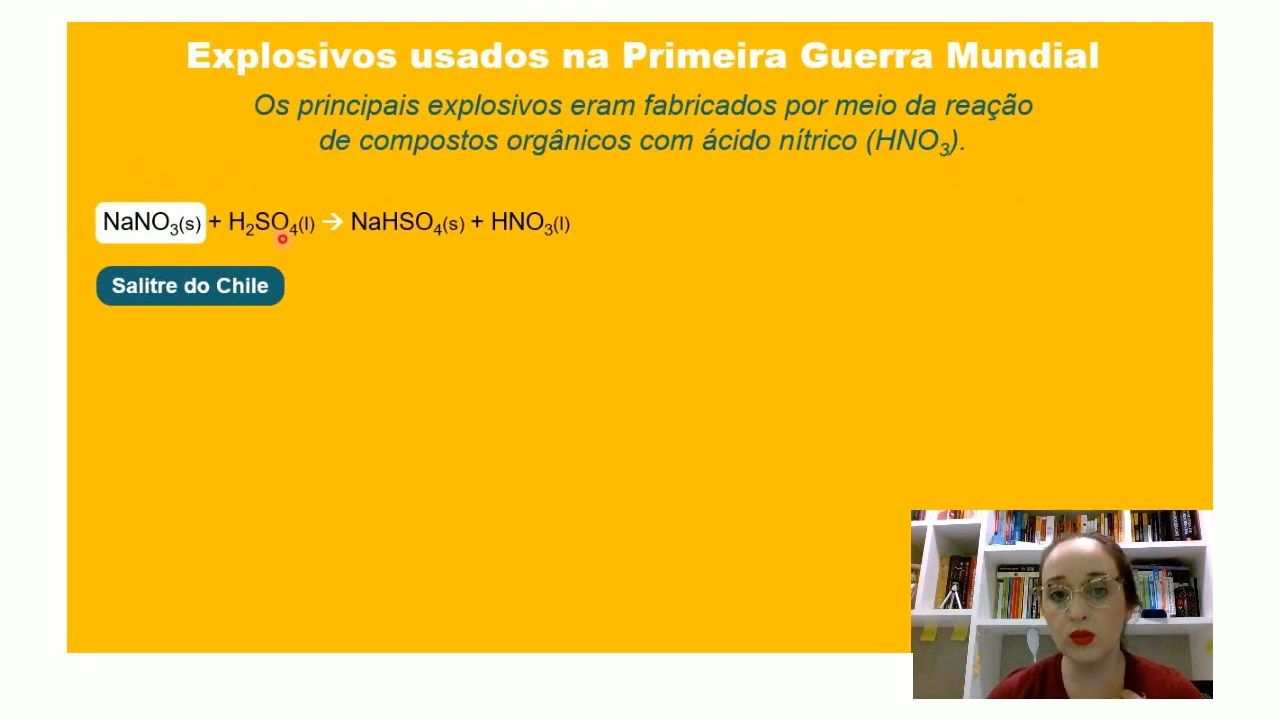 Explosivos usados na Primeira Guerra Mundial
Os principais explosivos eram fabricados por meio da reação
de compostos orgânicos com ácido nítrico (HNO₃).
NaNO₃(s) + H₂SO₄(l) → NaHSO₄(s) + HNO₃(l)
Salitre do Chile